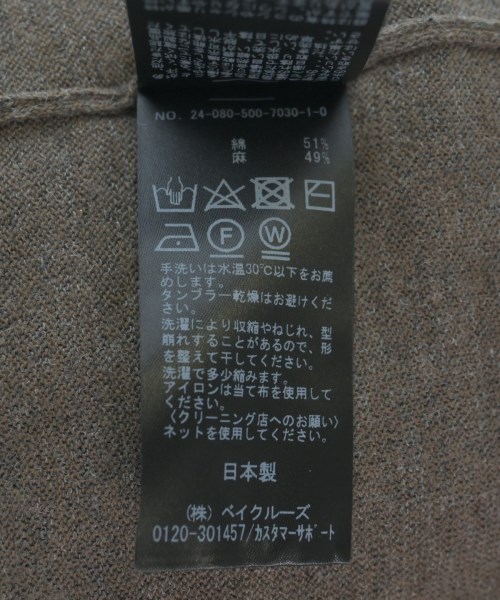 NO. 24-080-500-7030-1-0
綿 51%
麻 49%
F W
手洗いは水温30℃以下をお薦
めします。
タンブラー乾燥はお避けくだ
さい。
洗濯により収縮やねじれ、型
崩れすることがあるので、形
を整えて干してください。
洗濯で多少縮みます。
アイロンは当て布を使用して
ください。
〈クリーニング店へのお願い〉
ネットを使用してください。
日本製
(株) ベイクルーズ
0120-301457/カスタマーサポート